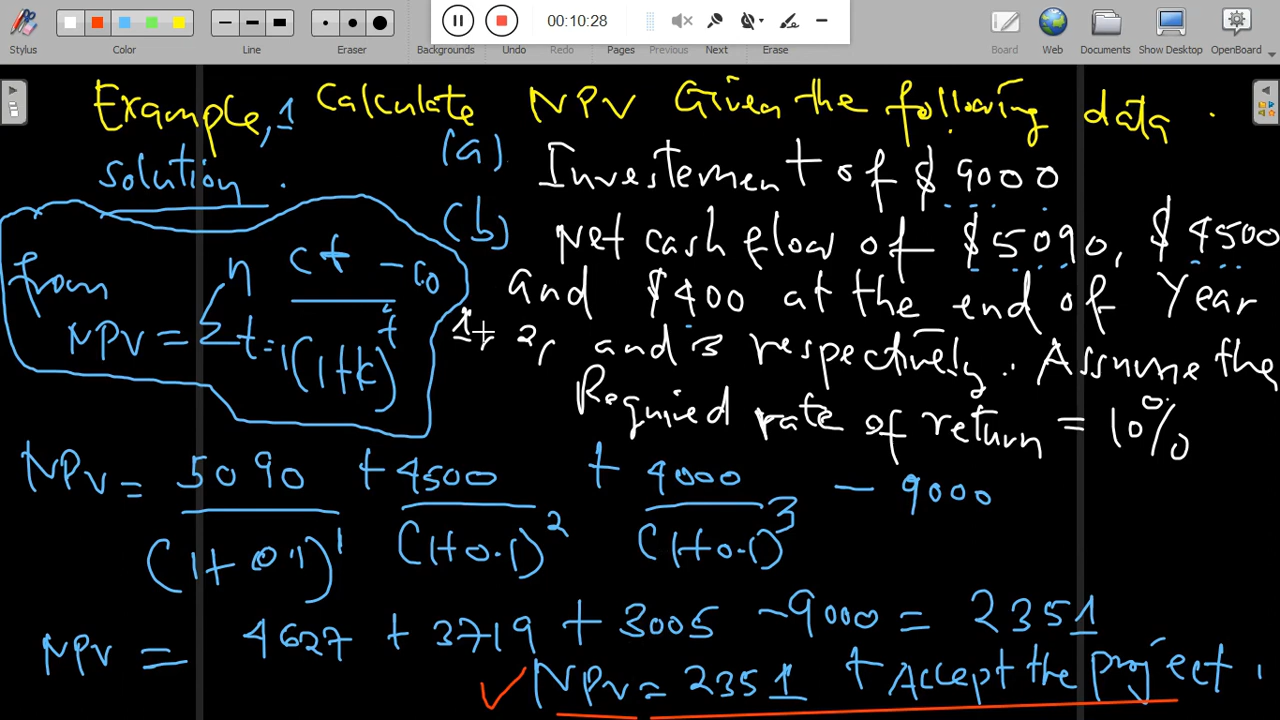 00:10:28
Stylus Color Line Eraser Backgrounds Undo Redo Pages Previous Next Erase Board Web Documents Show Desktop OpenBoard
Example, 1 Calculate NPV Given the following data.
solution.
(a) Investement of $ 9000
(b) Net cash flow of $ 5090, $ 4500
and $400 at the end of Year
1+ 2, and is respectively. Assume the
Required rate of return = 10%
from
NPV = Σ n t=1 ct - co
(1+k)t
NPV = 5090 + 4500 + 4000 - 9000
(1+0.1)1 (1+0.1)2 (1+0.1)3
NPV = 4627 + 3719 + 3005 - 9000 = 2351
NPV = 2351 + Accept the project.